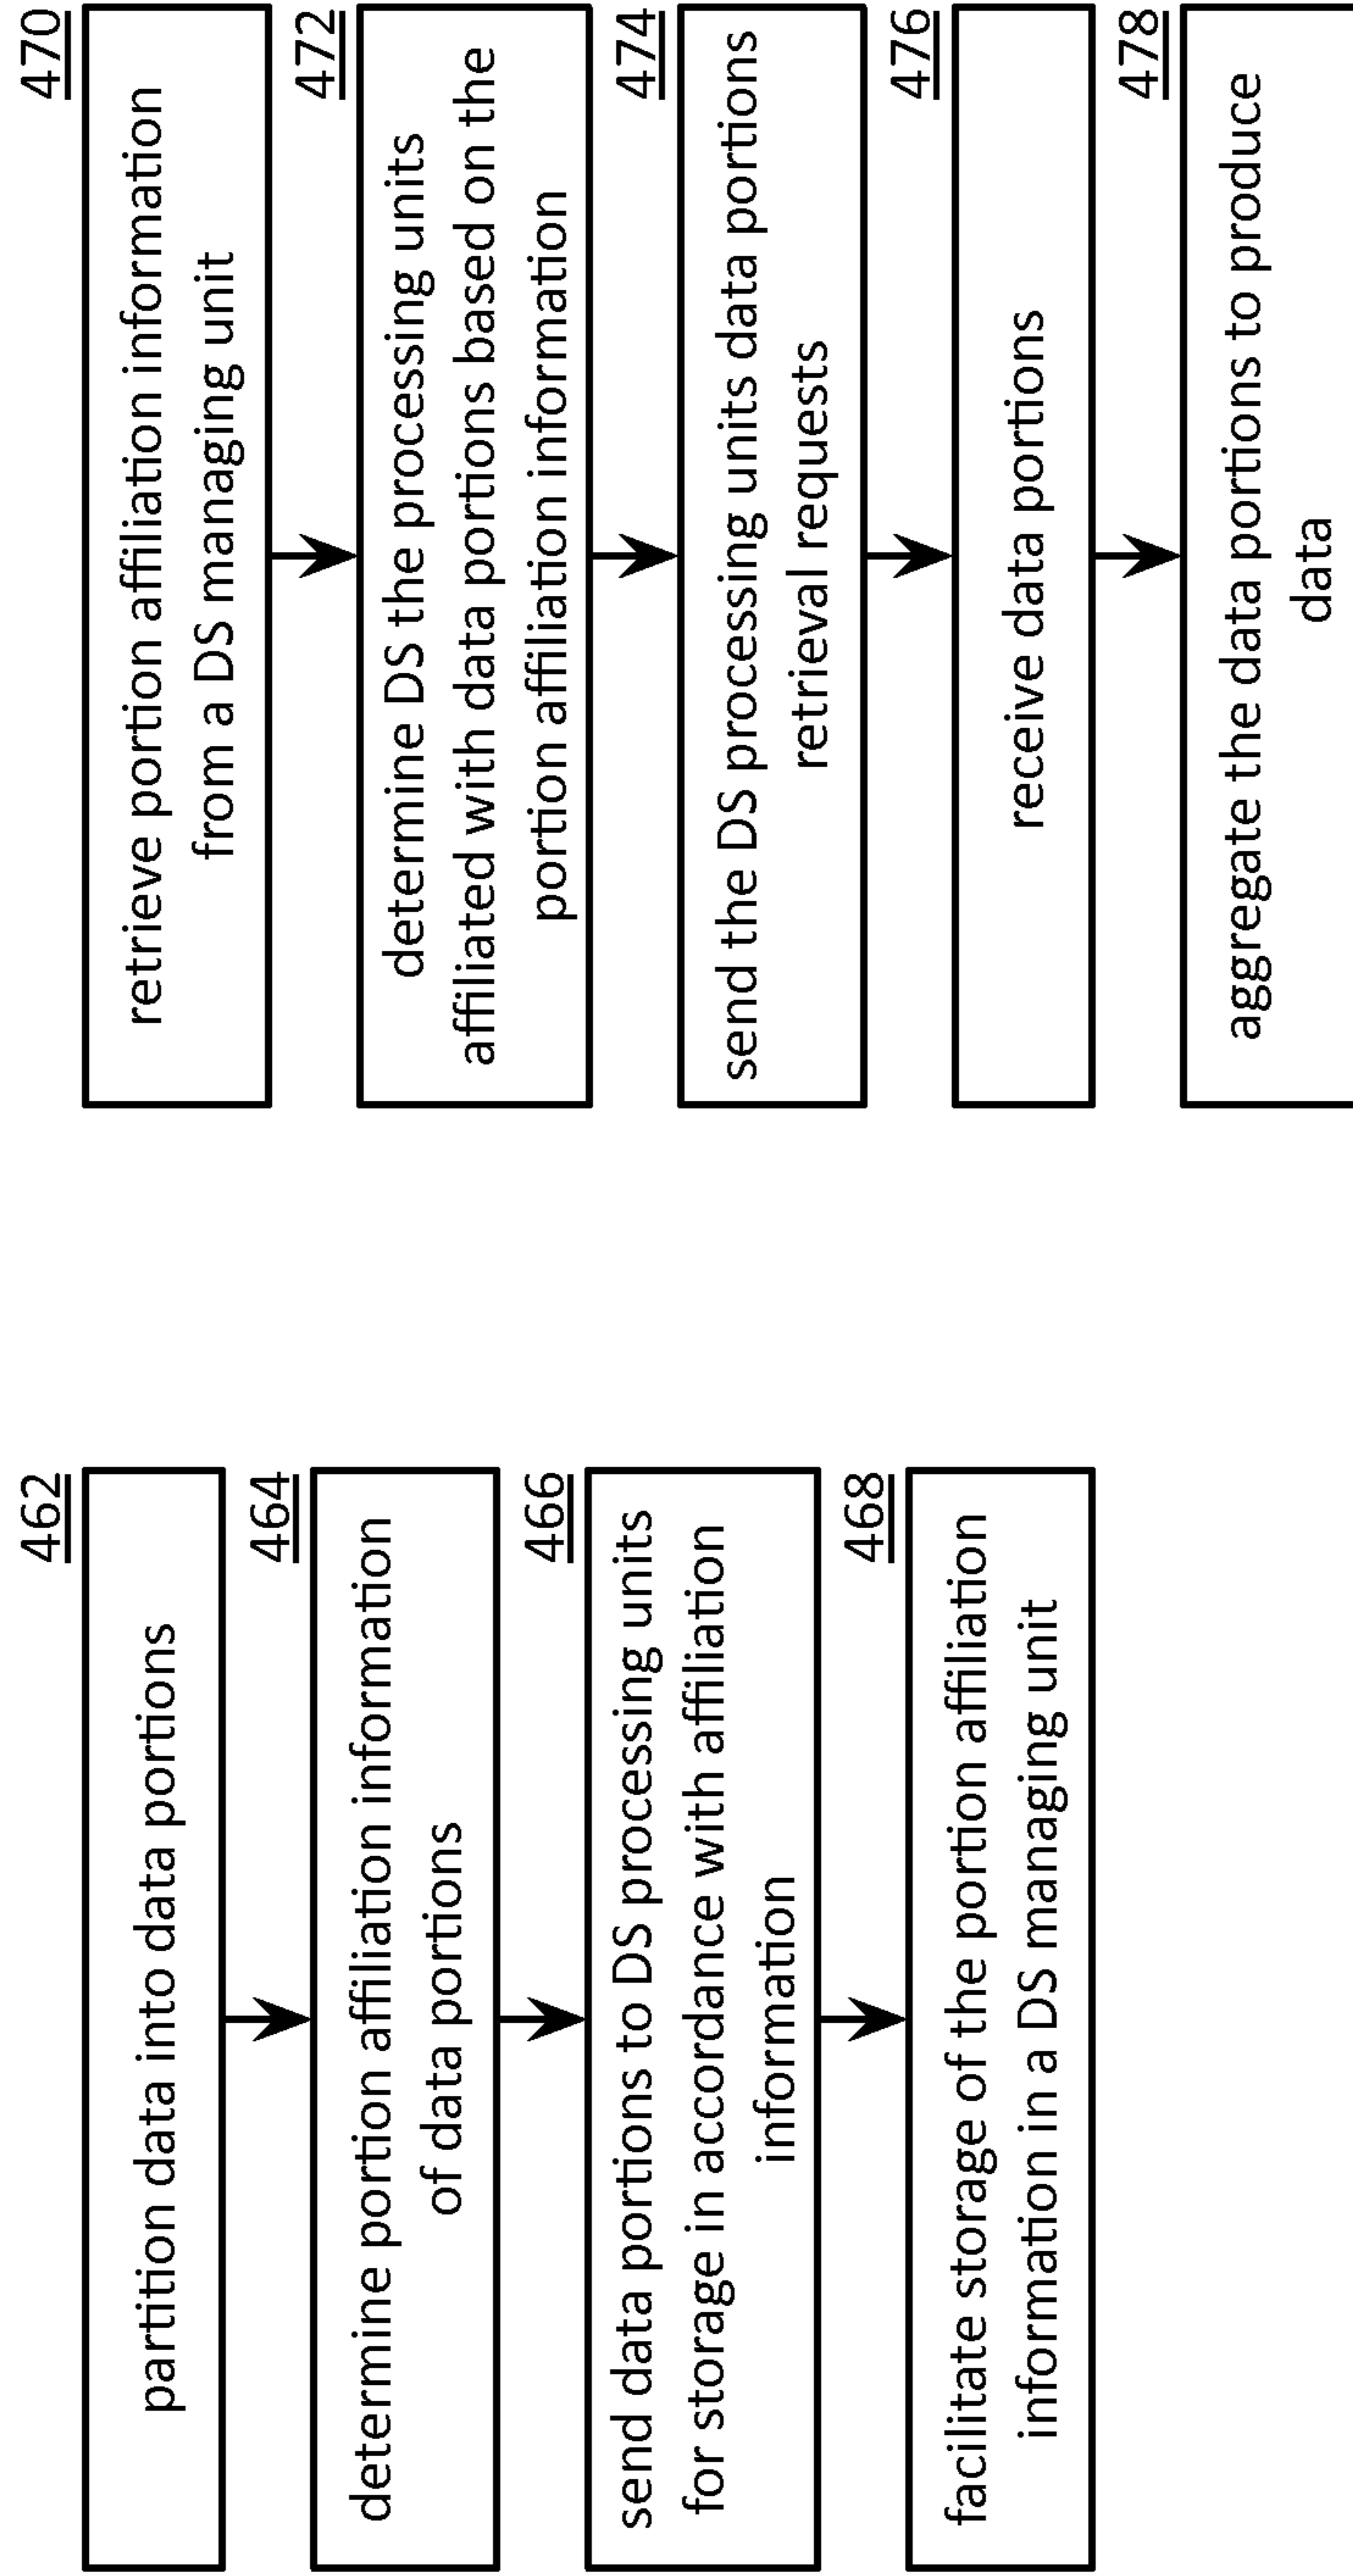 462
partition data into data portions
464
determine portion affiliation information
of data portions
466
send data portions to DS processing units
for storage in accordance with affiliation
information
468
facilitate storage of the portion affiliation
information in a DS managing unit
470
retrieve portion affiliation information
from a DS managing unit
472
determine DS the processing units
affiliated with data portions based on the
portion affiliation information
474
send the DS processing units data portions
retrieval requests
476
receive data portions
478
aggregate the data portions to produce
data